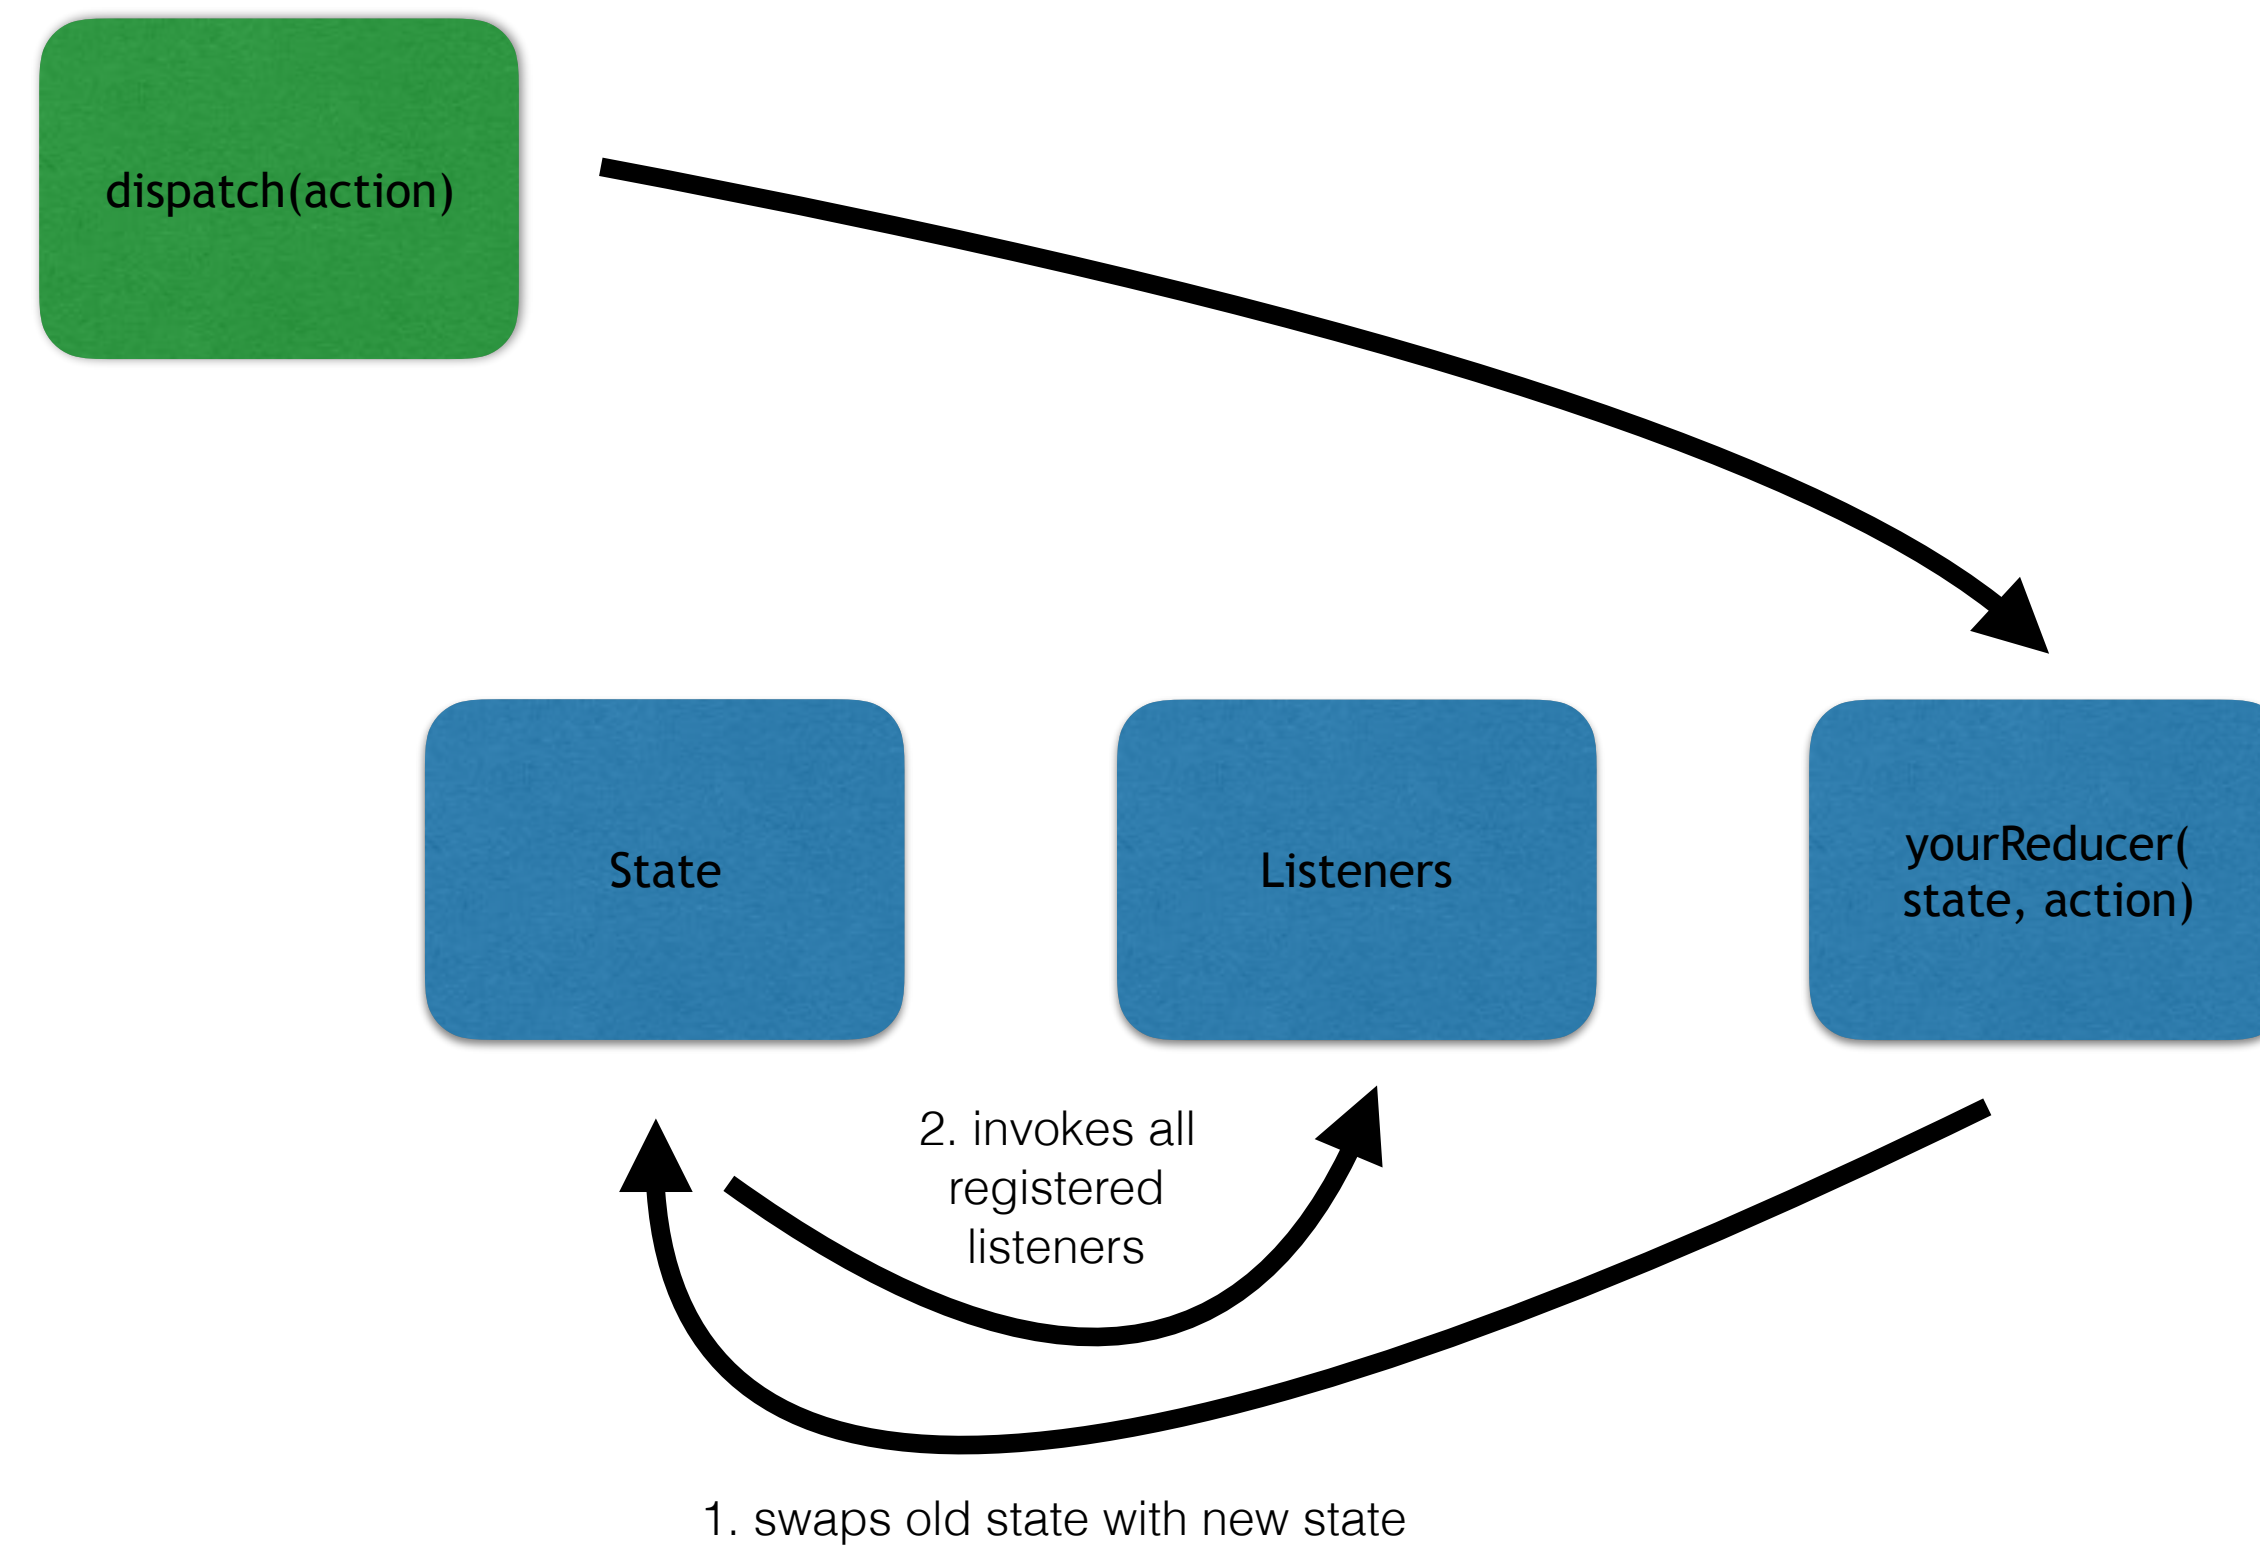 dispatch(action)
State
Listeners
yourReducer(
state, action)
2. invokes all
registered
listeners
1. swaps old state with new state